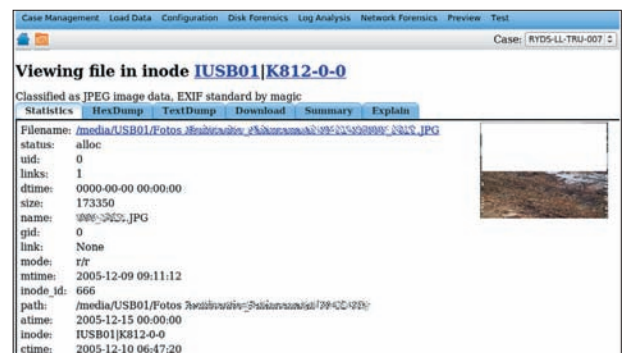 Case Management Load Data Configuration Disk Forensics Log Analysis Network Forensics Preview Test
Case: RYDS-LL-TRU-007
Viewing file in inode IUSB01|K812-0-0
Classified as JPEG image data, EXIF standard by magic
Statistics HexDump TextDump Download Summary Explain
Filename: /media/USB01/Fotos .JPG
status: alloc
uid: 0
links: 1
dtime: 0000-00-00 00:00:00
size: 173350
name: .JPG
gid: 0
link: None
mode: r/r
mtime: 2005-12-09 09:11:12
inode_id: 666
path: /media/USB01/Fotos
atime: 2005-12-15 00:00:00
inode: IUSB01|K812-0-0
ctime: 2005-12-10 06:47:20